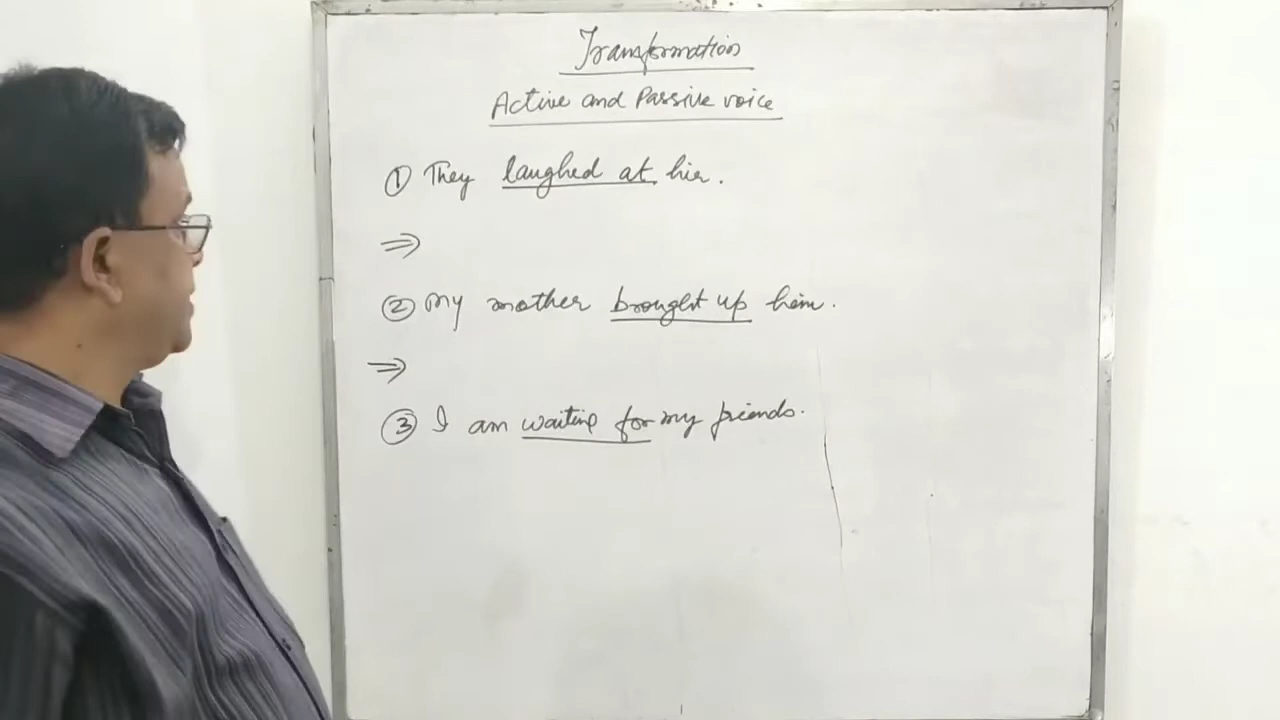 Transformation
Active and Passive voice
① They laughed at him.
⇒
② My mother brought up him.
⇒
③ I am waiting for my friends.